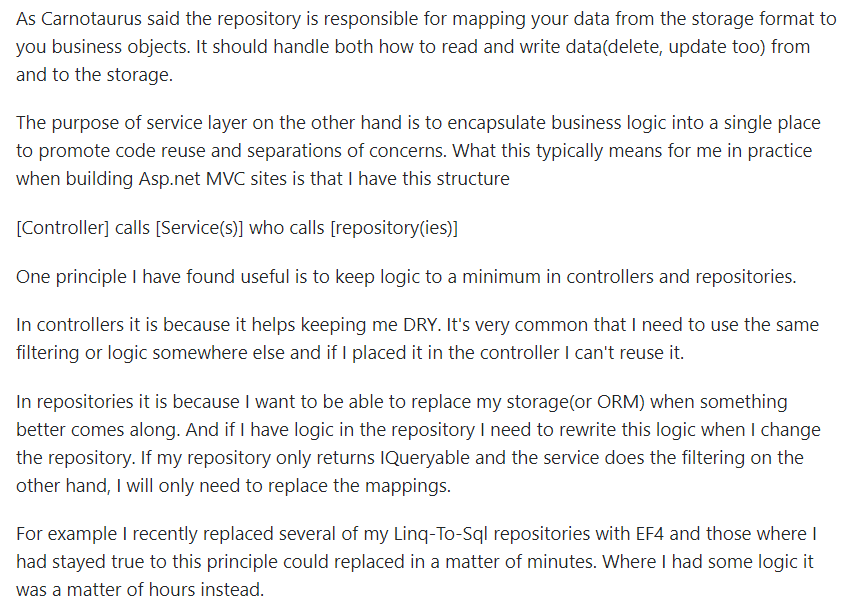 As Carnotaurus said the repository is responsible for mapping your data from the storage format to
you business objects. It should handle both how to read and write data(delete, update too) from
and to the storage.
The purpose of service layer on the other hand is to encapsulate business logic into a single place
to promote code reuse and separations of concerns. What this typically means for me in practice
when building Asp.net MVC sites is that I have this structure
[Controller] calls [Service(s)] who calls [repository(ies)]
One principle I have found useful is to keep logic to a minimum in controllers and repositories.
In controllers it is because it helps keeping me DRY. It's very common that I need to use the same
filtering or logic somewhere else and if I placed it in the controller I can't reuse it.
In repositories it is because I want to be able to replace my storage(or ORM) when something
better comes along. And if I have logic in the repository I need to rewrite this logic when I change
the repository. If my repository only returns IQueryable and the service does the filtering on the
other hand, I will only need to replace the mappings.
For example I recently replaced several of my Linq-To-Sql repositories with EF4 and those where I
had stayed true to this principle could replaced in a matter of minutes. Where I had some logic it
was a matter of hours instead.